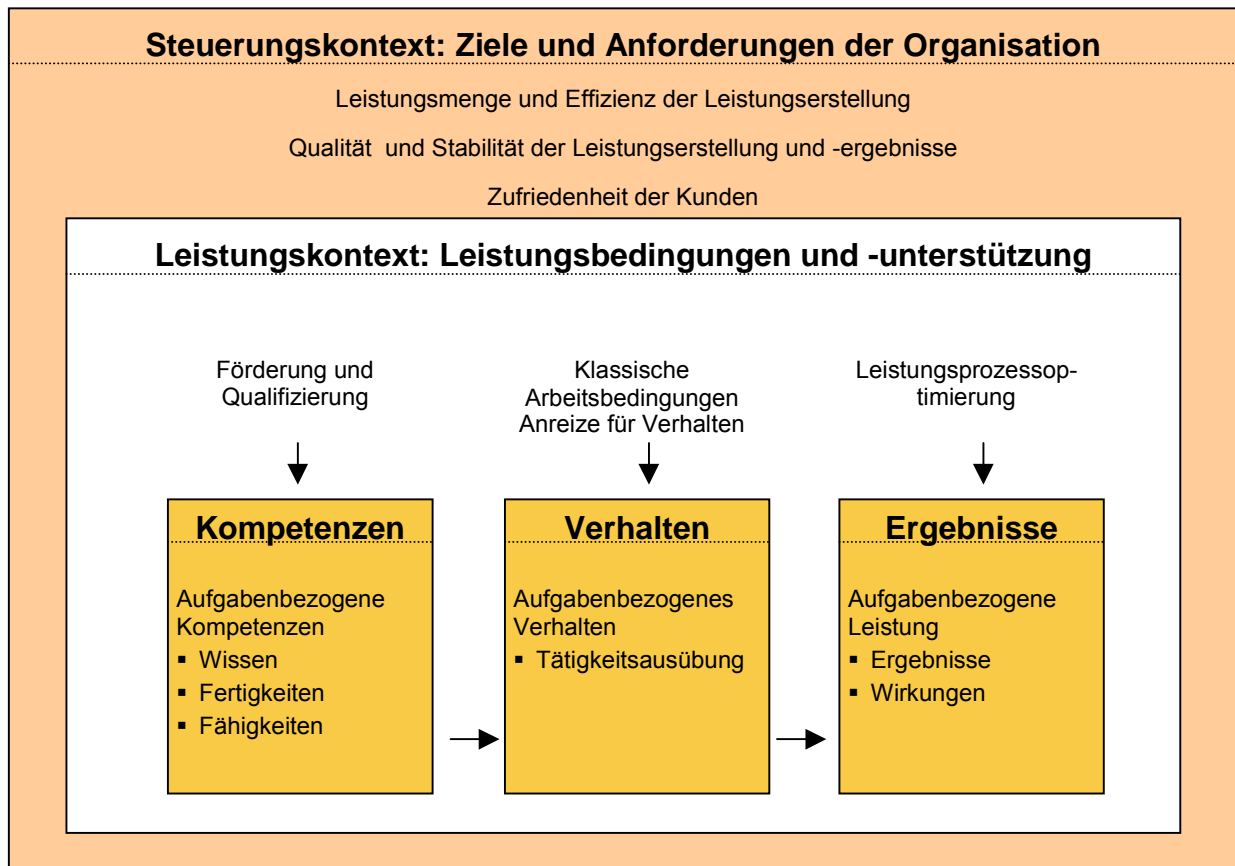 Steuerungskontext: Ziele und Anforderungen der Organisation
Leistungsmenge und Effizienz der Leistungserstellung
Qualität und Stabilität der Leistungserstellung und -ergebnisse
Zufriedenheit der Kunden
Leistungskontext: Leistungsbedingungen und -unterstützung
Förderung und
Qualifizierung
Klassische
Arbeitsbedingungen
Anreize für Verhalten
Leistungsprozessop-
timierung
Kompetenzen
Aufgabenbezogene
Kompetenzen
▪ Wissen
▪ Fertigkeiten
▪ Fähigkeiten
Verhalten
Aufgabenbezogenes
Verhalten
▪ Tätigkeitsausübung
Ergebnisse
Aufgabenbezogene
Leistung
▪ Ergebnisse
▪ Wirkungen